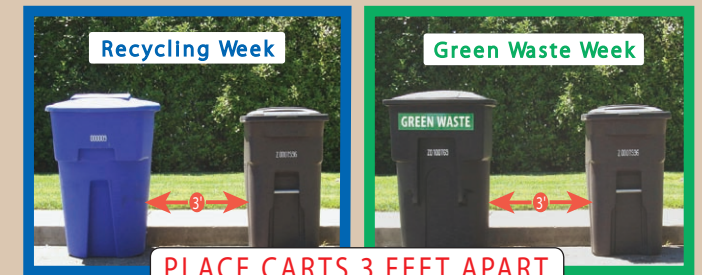 Recycling Week
Green Waste Week
GREEN WASTE
3'
3'
PLACE CARTS 3 FEET APART